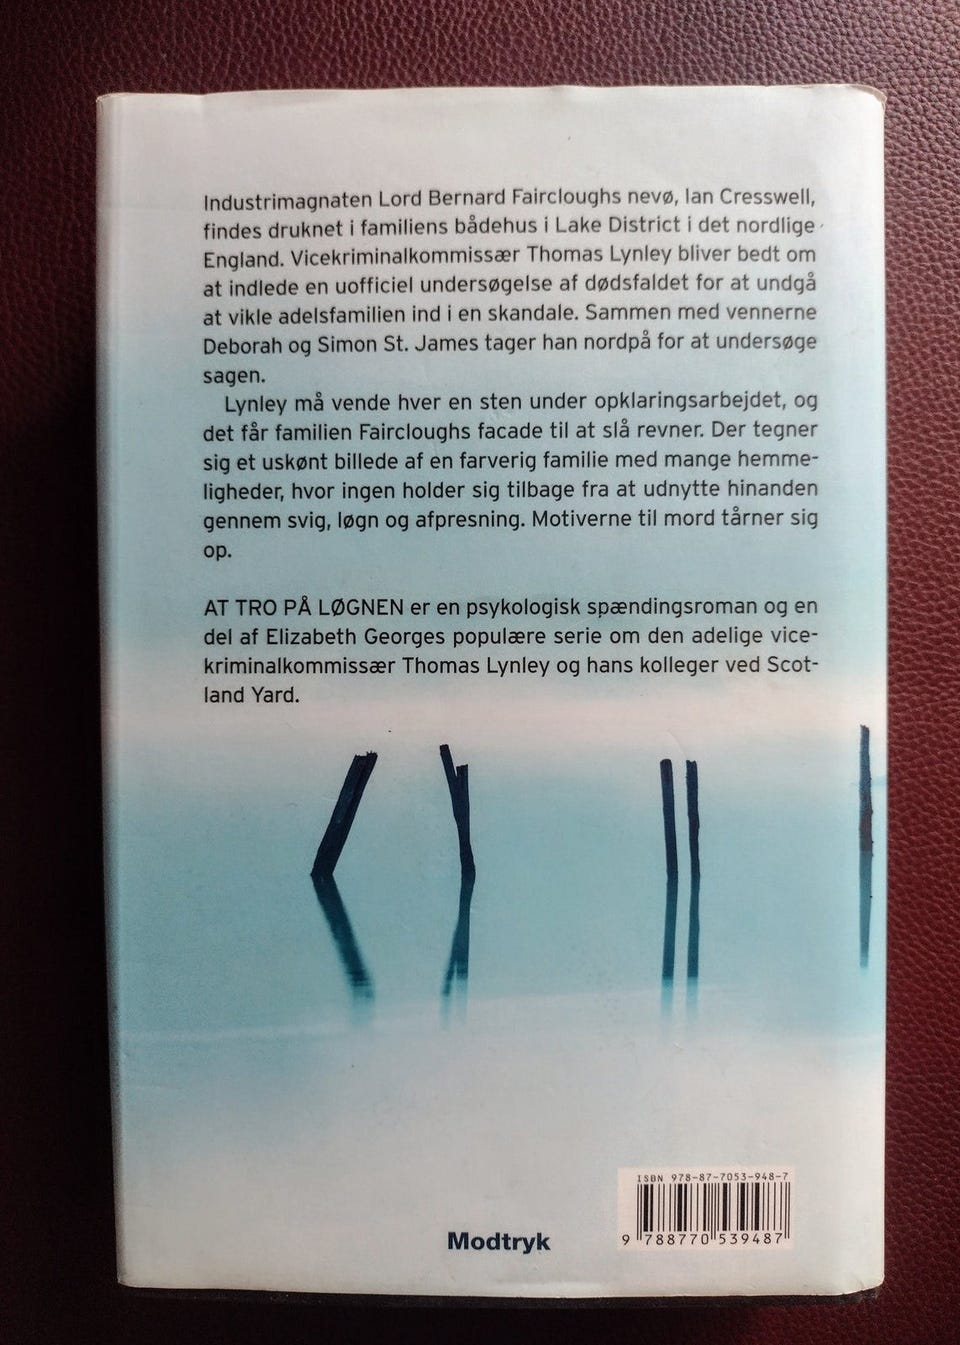 Industrimagnaten Lord Bernard Faircloughs nevø, Ian Cresswell,
findes druknet i familiens bådehus i Lake District i det nordlige
England. Vicekriminalkommissær Thomas Lynley bliver bedt om
at indlede en uofficiel undersøgelse af dødsfaldet for at undgå
at vikle adelsfamilien ind i en skandale. Sammen med vennerne
Deborah og Simon St. James tager han nordpå for at undersøge
sagen.
Lynley må vende hver en sten under opklaringsarbejdet, og
det får familien Faircloughs facade til at slå revner. Der tegner
sig et uskønt billede af en farverig familie med mange hemme-
ligheder, hvor ingen holder sig tilbage fra at udnytte hinanden
gennem svig, løgn og afpresning. Motiverne til mord tårner sig
op.
AT TRO PÅ LØGNEN er en psykologisk spændingsroman og en
del af Elizabeth Georges populære serie om den adelige vice-
kriminalkommissær Thomas Lynley og hans kolleger ved Scot-
land Yard.
ISBN 978-87-7053-948-7
9 788770 539487
Modtryk